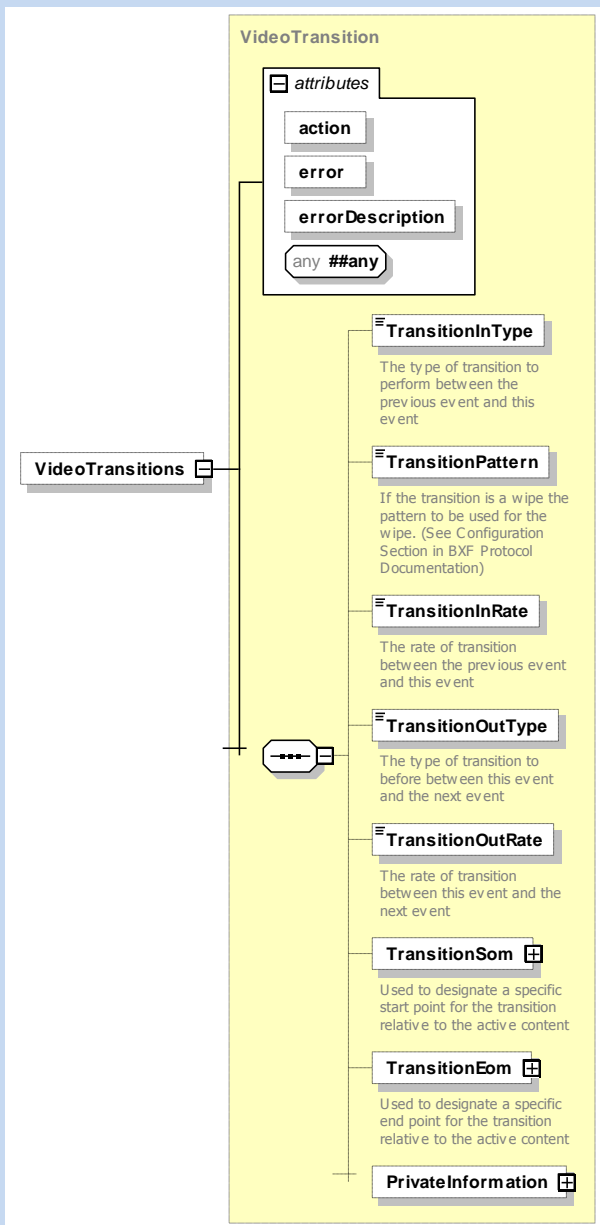 VideoTransition
attributes
action
error
errorDescription
any ##any
TransitionInType
The type of transition to
perform between the
previous event and this
event
VideoTransitions
TransitionPattern
If the transition is a wipe the
pattern to be used for the
wipe. (See Configuration
Section in BXF Protocol
Documentation)
TransitionInRate
The rate of transition
between the previous event
and this event
TransitionOutType
The type of transition to
before between this event
and the next event
TransitionOutRate
The rate of transition
between this event and the
next event
TransitionSom
Used to designate a specific
start point for the transition
relative to the active content
TransitionEom
Used to designate a specific
end point for the transition
relative to the active content
PrivateInformation